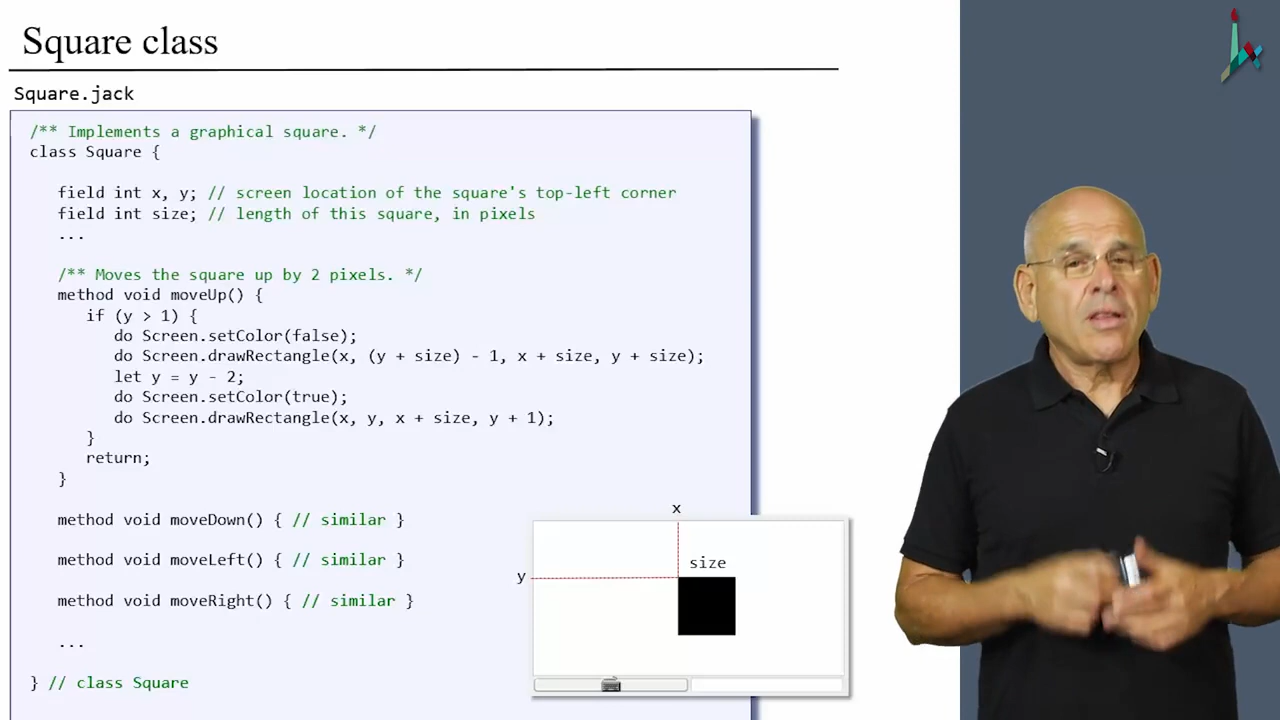 Square class
Square.jack
/** Implements a graphical square. */
class Square {
field int x, y; // screen location of the square's top-left corner
field int size; // length of this square, in pixels
...
/** Moves the square up by 2 pixels. */
method void moveUp() {
if (y > 1) {
do Screen.setColor(false);
do Screen.drawRectangle(x, (y + size) - 1, x + size, y + size);
let y = y - 2;
do Screen.setColor(true);
do Screen.drawRectangle(x, y, x + size, y + 1);
}
return;
}
method void moveDown() { // similar }
method void moveLeft() { // similar }
method void moveRight() { // similar }
...
} // class Square
x
size
y